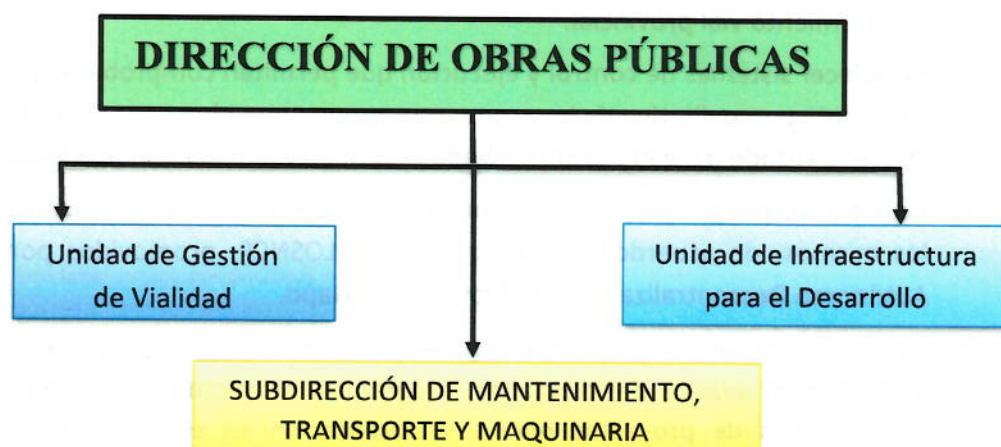 DIRECCIÓN DE OBRAS PÚBLICAS
Unidad de Gestión
de Vialidad
Unidad de Infraestructura
para el Desarrollo
SUBDIRECCIÓN DE MANTENIMIENTO,
TRANSPORTE Y MAQUINARIA